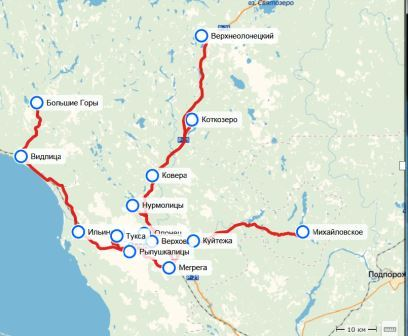 оз. Святозеро
Верхнеолонецкий
Большие Горы
Коткозеро
Видлица
Ковера
Нурмолицы
Ильин
Тукса
Олонец
Верхов
Куйтежа
Михайловское
Рыпушкалицы
Мегрега
Подпорож
10 км